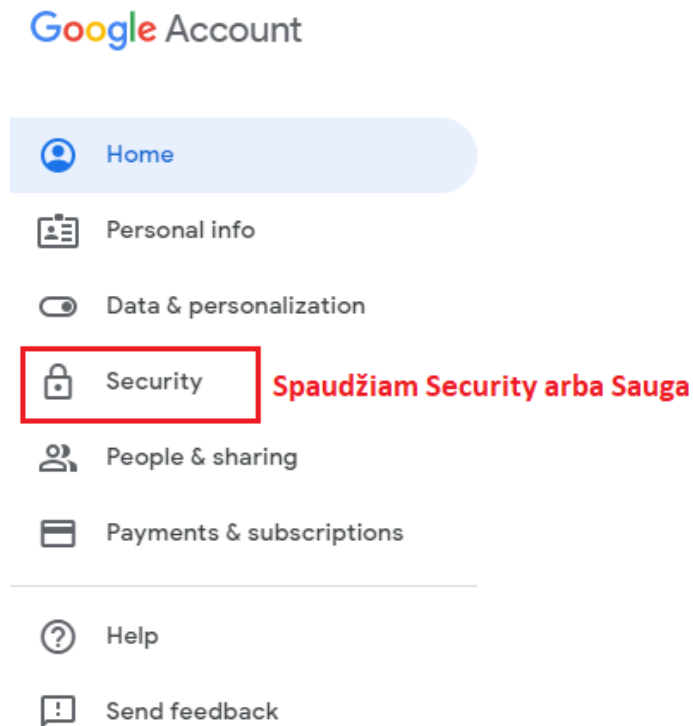 Google Account
Home
Personal info
Data & personalization
Security
Spaudžiam Security arba Sauga
People & sharing
Payments & subscriptions
Help
Send feedback